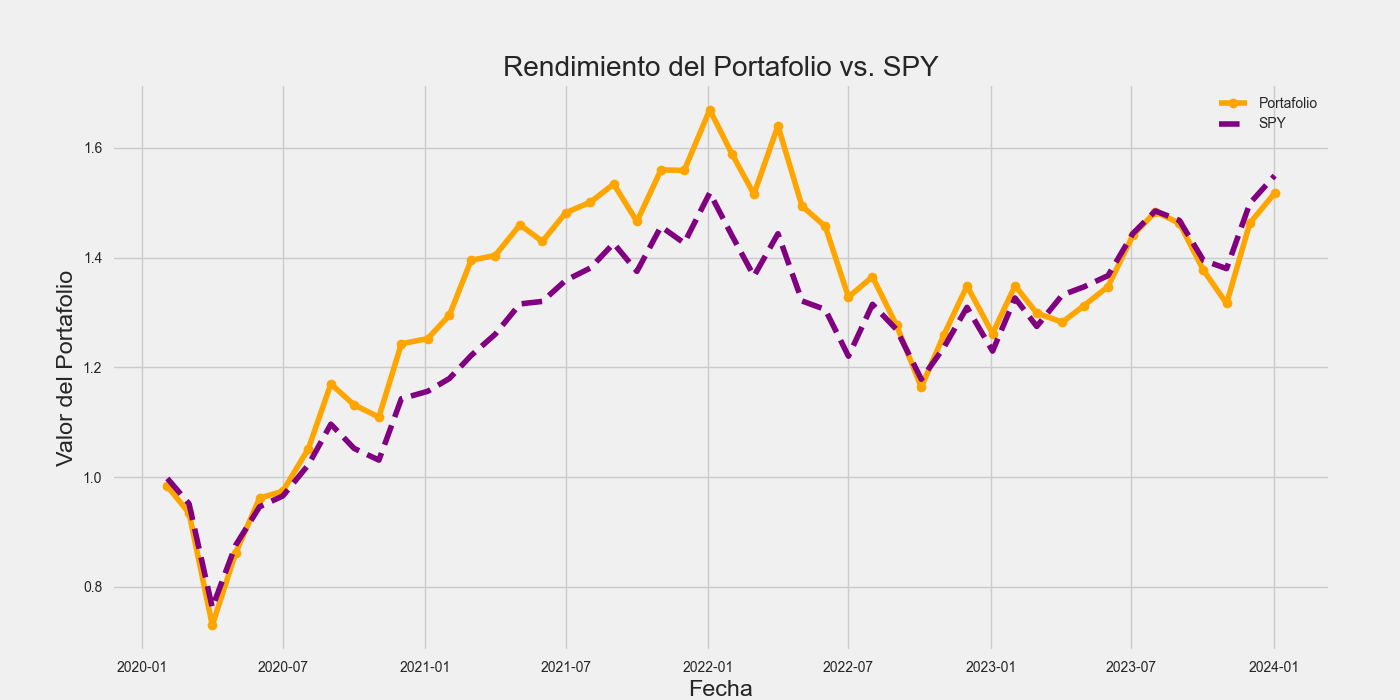 Rendimiento del Portafolio vs. SPY
Portafolio
SPY
Valor del Portafolio
1.6
1.4
1.2
1.0
0.8
2020-01
2020-07
2021-01
2021-07
2022-01
2022-07
2023-01
2023-07
2024-01
Fecha